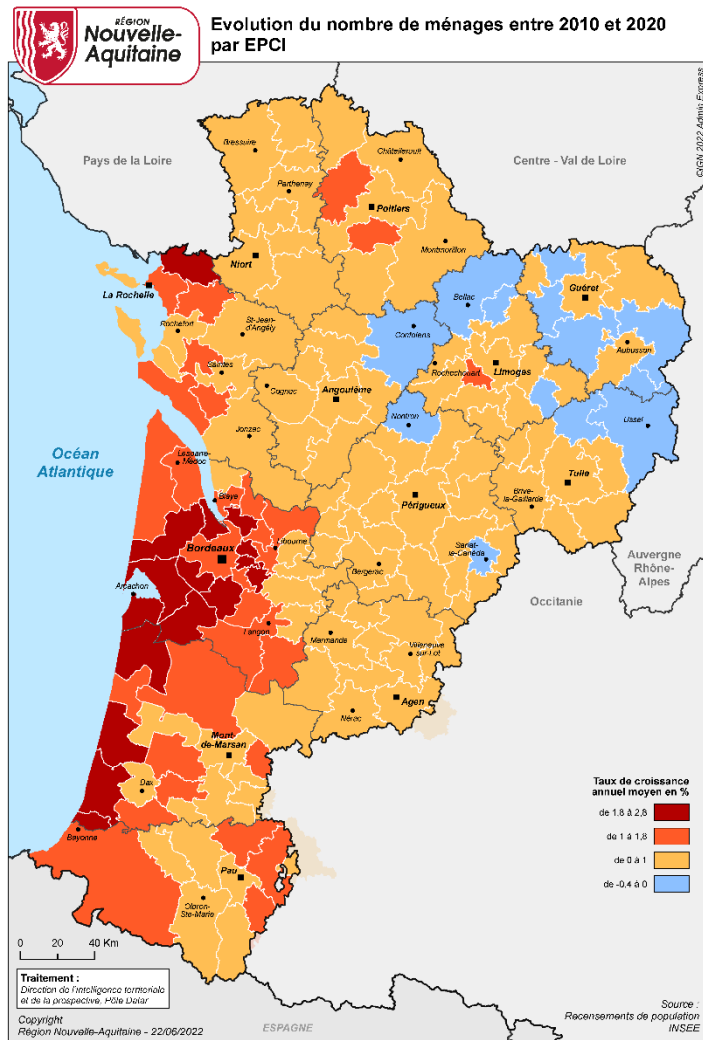 RÉGION
Nouvelle-
Aquitaine
Evolution du nombre de ménages entre 2010 et 2020
par EPCI
©IGN 2022 Admin Express
Pays de la Loire
Centre - Val de Loire
Bressuire
Châtellerault
Parthenay
Poitiers
Montmorillon
Niort
La Rochelle
Guéret
Bellac
Rochefort
St-Jean-
d'Angély
Confolens
Aubusson
Saintes
Rochechouart
Limoges
Cognac
Angoulême
Ussel
Nontron
Jonzac
Océan
Atlantique
Lesparre-
Médoc
Tulle
Périgueux
Brive-
la-Gaillarde
Blaye
Bordeaux
Libourne
Sarlat-
la-Canéda
Auvergne
Rhône-
Alpes
Bergerac
Arcachon
Occitanie
Langon
Marmande
Villeneuve
sur-Lot
Agen
Nérac
Mont-
de-Marsan
Dax
Bayonne
Pau
Oloron-
Ste-Marie
Taux de croissance
annuel moyen en %
de 1,8 à 2,8
de 1 à 1,8
de 0 à 1
de -0,4 à 0
0 20 40 Km
Traitement :
Direction de l'intelligence territoriale
et de la prospective, Pôle Datar
Copyright
Région Nouvelle-Aquitaine - 22/06/2022
ESPAGNE
Source :
Recensements de population
INSEE